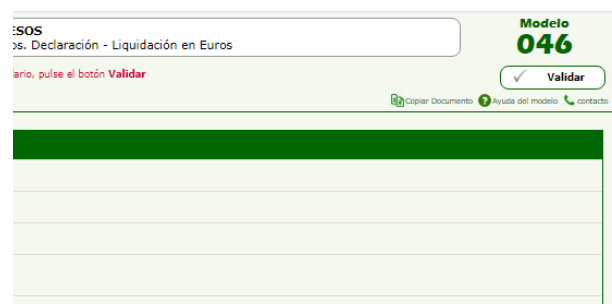 ESOS
os. Declaración - Liquidación en Euros
Modelo
046
ario, pulse el botón Validar
Validar
Copiar Documento Ayuda del modelo contacto